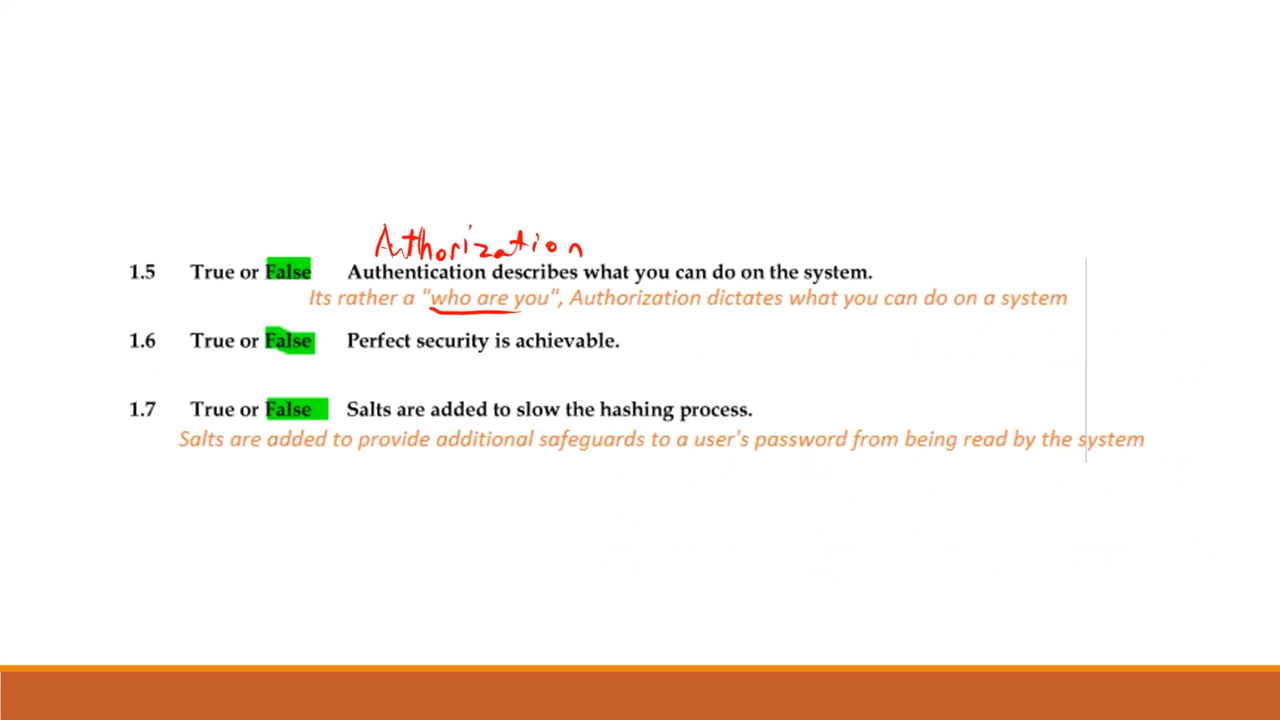 Authorization
1.5 True or False Authentication describes what you can do on the system.
Its rather a "who are you", Authorization dictates what you can do on a system
1.6 True or False Perfect security is achievable.
1.7 True or False Salts are added to slow the hashing process.
Salts are added to provide additional safeguards to a user's password from being read by the system